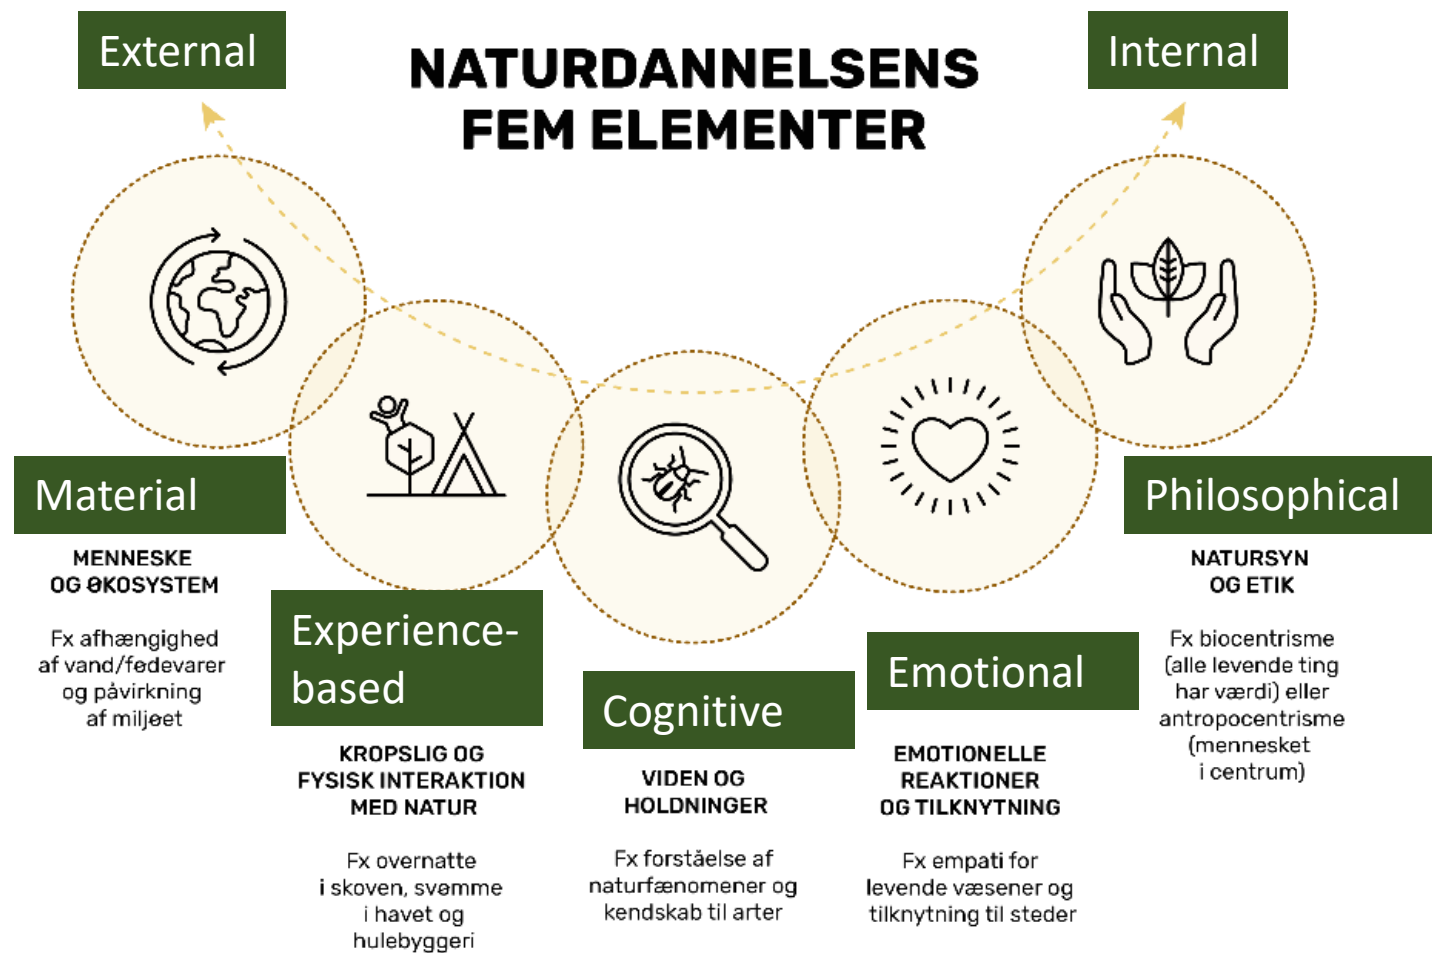 External
NATURDANNELSENS
FEM ELEMENTER
Internal
Material
MENNESKE
OG ØKOSYSTEM
Fx afhængighed
af vand/fødevarer
og påvirkning
af miljøet
Experience-
based
KROPSLIG OG
FYSISK INTERAKTION
MED NATUR
Fx overnatte
i skoven, svømme
i havet og
hulebyggeri
Cognitive
VIDEN OG
HOLDNINGER
Fx forståelse af
naturfænomener og
kendskab til arter
Emotional
EMOTIONELLE
REAKTIONER
OG TILKNYTNING
Fx empati for
levende væsener og
tilknytning til steder
Philosophical
NATURSYN
OG ETIK
Fx biocentrisme
(alle levende ting
har værdi) eller
antropocentrisme
(mennesket
i centrum)